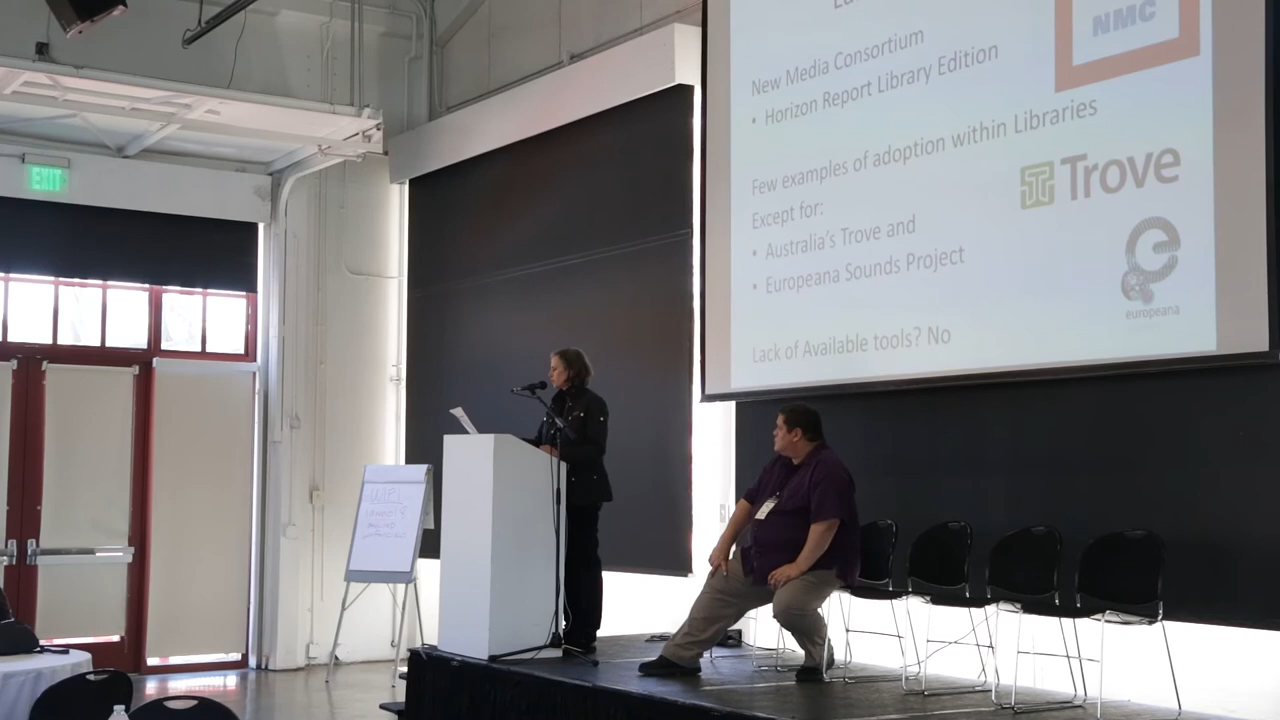 NMC
New Media Consortium
• Horizon Report Library Edition
Few examples of adoption within Libraries
Except for:
• Australia's Trove and
• Europeana Sounds Project
Trove
europeana
Lack of Available tools? No
EXIT